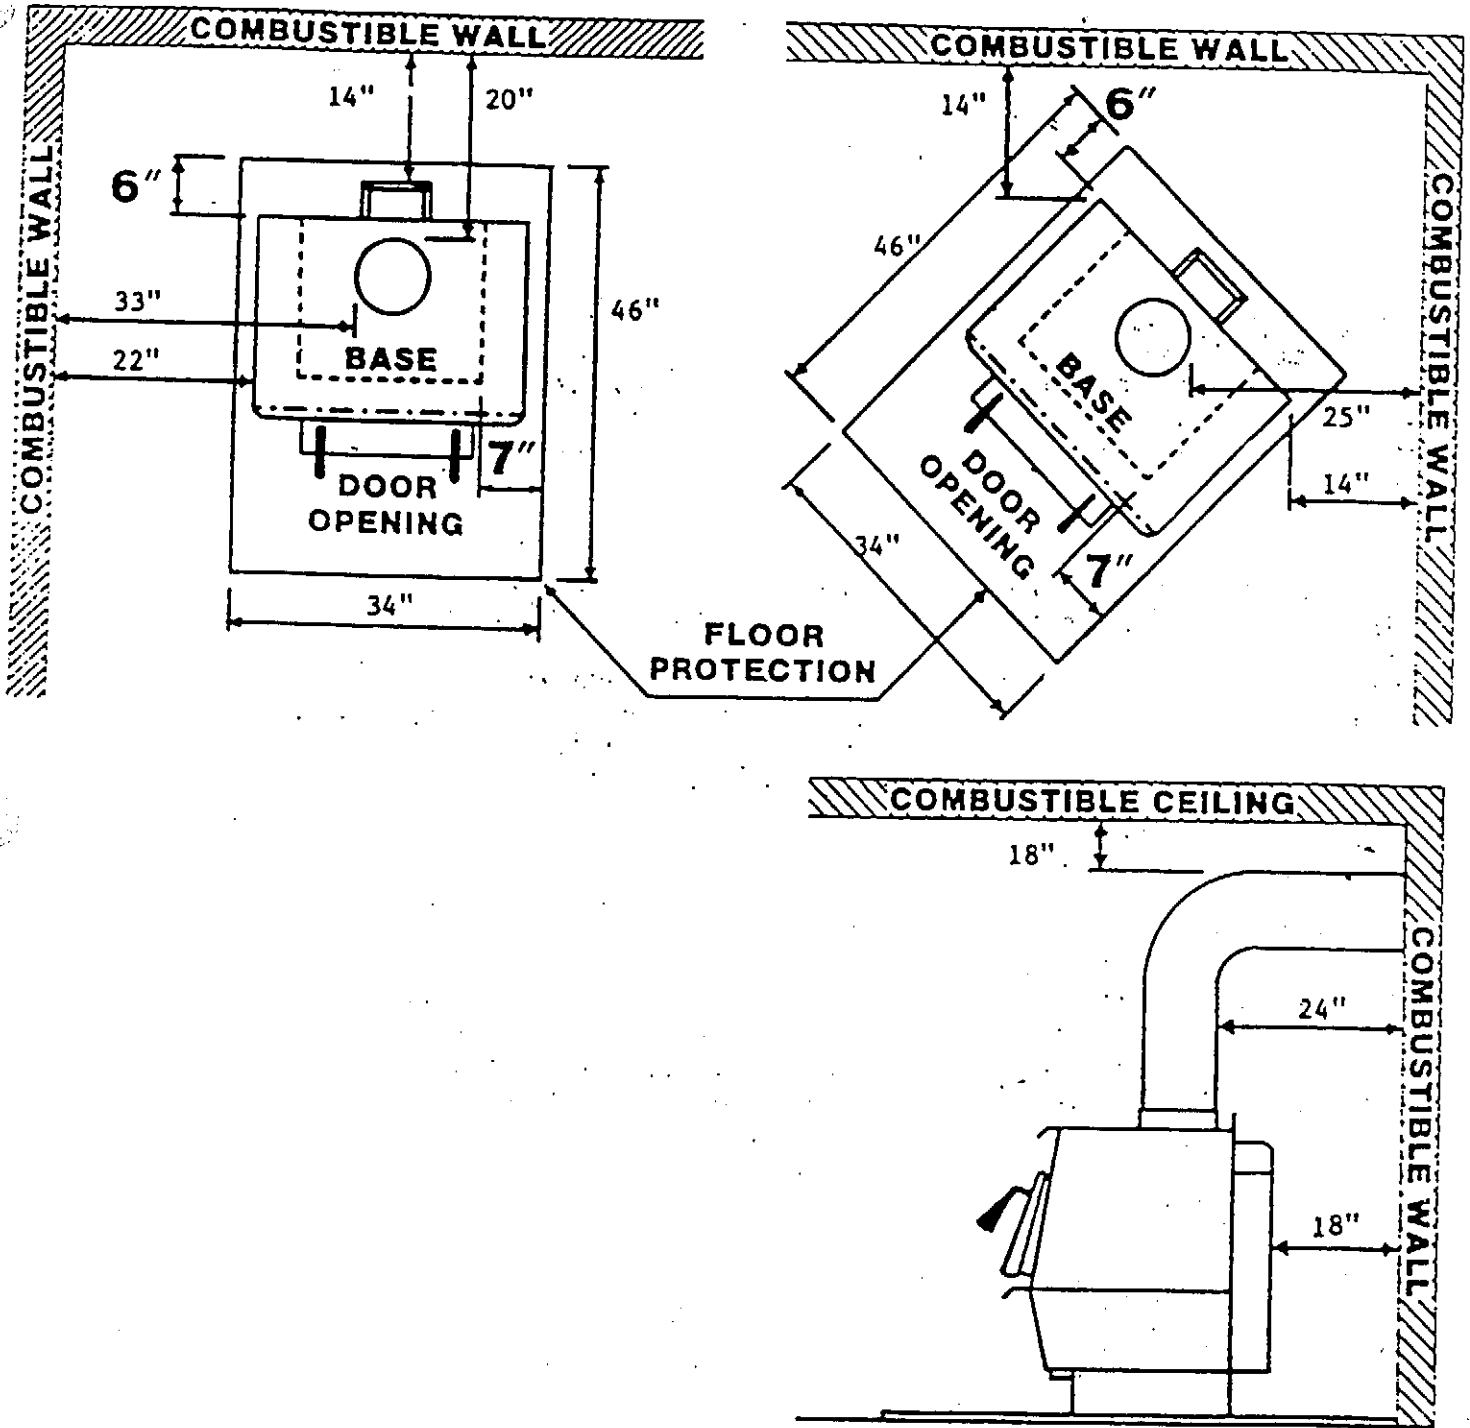 COMBUSTIBLE WALL
COMBUSTIBLE WALL
14"
20"
6"
33"
22"
46"
BASE
7"
DOOR
OPENING
34"
COMBUSTIBLE WALL
COMBUSTIBLE WALL
14"
6"
46"
BASE
25"
14"
DOOR
OPENING
34"
7"
FLOOR
PROTECTION
COMBUSTIBLE CEILING
18"
COMBUSTIBLE WALL
24"
18"